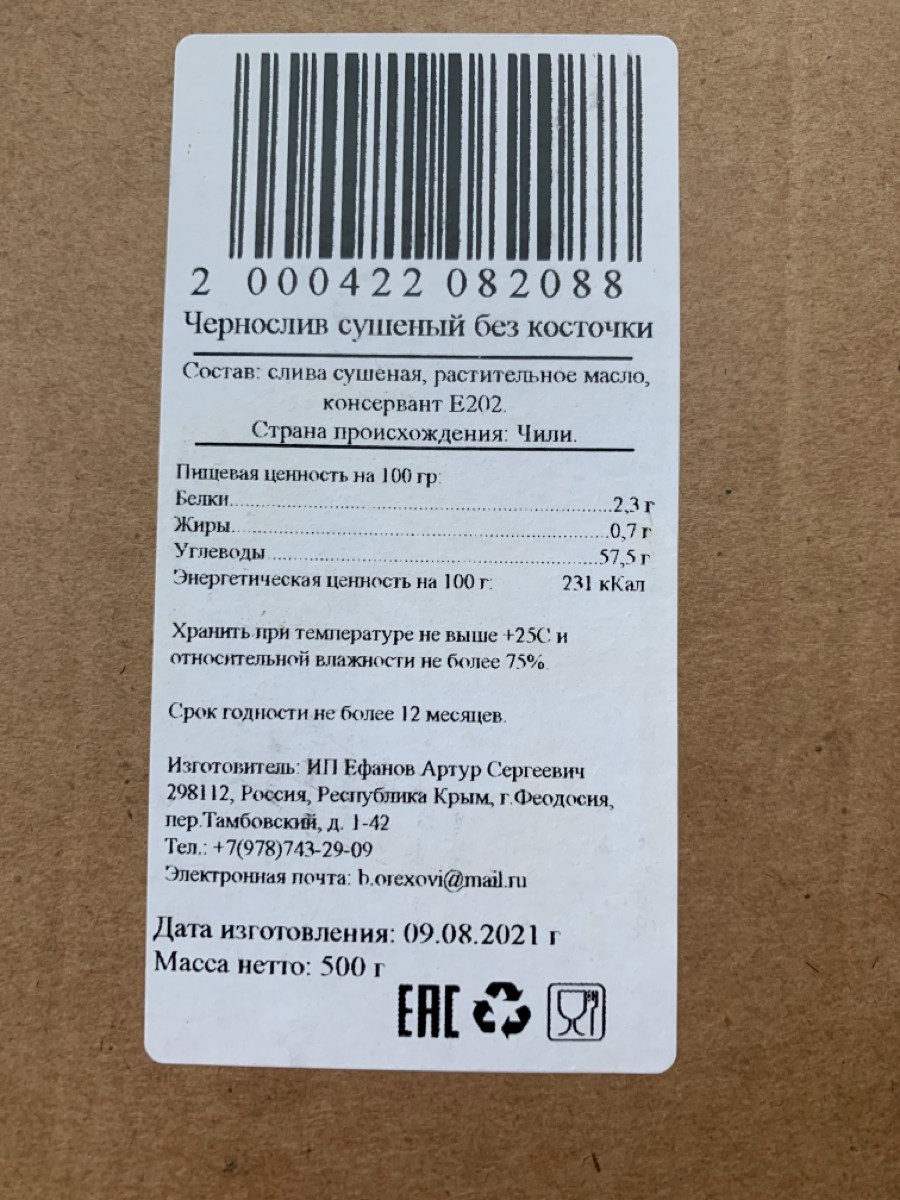 2 000422 082088
Чернослив сушеный без косточки
Состав: слива сушеная, растительное масло,
консервант Е202.
Страна происхождения: Чили.
Пищевая ценность на 100 гр:
Белки..........2,3 г
Жиры..........0,7 г
Углеводы..........57,5 г
Энергетическая ценность на 100 г: 231 кКал
Хранить при температуре не выше +25С и
относительной влажности не более 75%.
Срок годности не более 12 месяцев.
Изготовитель: ИП Ефанов Артур Сергеевич
298112, Россия, Республика Крым, г.Феодосия,
пер.Тамбовский, д. 1-42
Тел.: +7(978)743-29-09
Электронная почта: b.orexovi@mail.ru
Дата изготовления: 09.08.2021 г
Масса нетто: 500 г
ЕАС